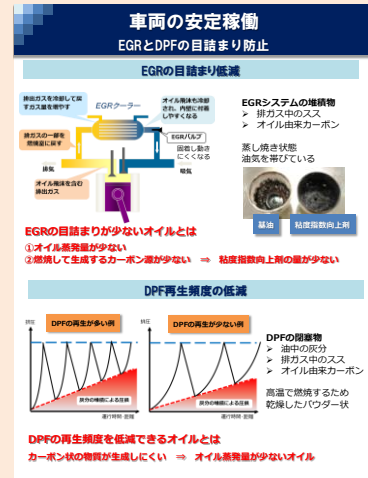 車両の安定稼働
EGRとDPFの目詰まり防止
EGRの目詰まり低減
排出ガスを冷却して戻
すガス量を増やす
EGRクーラー
オイル飛沫も冷却
され、内壁に付着
しやすくなる
排ガスの一部を
燃焼室に戻す
EGRバルブ
固着し動き
にくくなる
排気
吸気
オイル飛沫を含む
排出ガス
EGRシステムの堆積物
➢ 排ガス中のスス
➢ オイル由来カーボン
蒸し焼き状態
油気を帯びている
基油
粘度指数向上剤
EGRの目詰まりが少ないオイルとは
①オイル蒸発量が少ない
②燃焼して生成するカーボン源が少ない ⇒ 粘度指数向上剤の量が少ない
DPF再生頻度の低減
排圧
DPFの再生が多い例
灰分の堆積による圧損
運行時間・距離
排圧
DPFの再生が少ない例
灰分の堆積による圧損
運行時間・距離
DPFの閉塞物
➢ 油中の灰分
➢ 排ガス中のスス
➢ オイル由来カーボン
高温で燃焼するため
乾燥したパウダー状
DPFの再生頻度を低減できるオイルとは
カーボン状の物質が生成しにくい ⇒ オイル蒸発量が少ないオイル